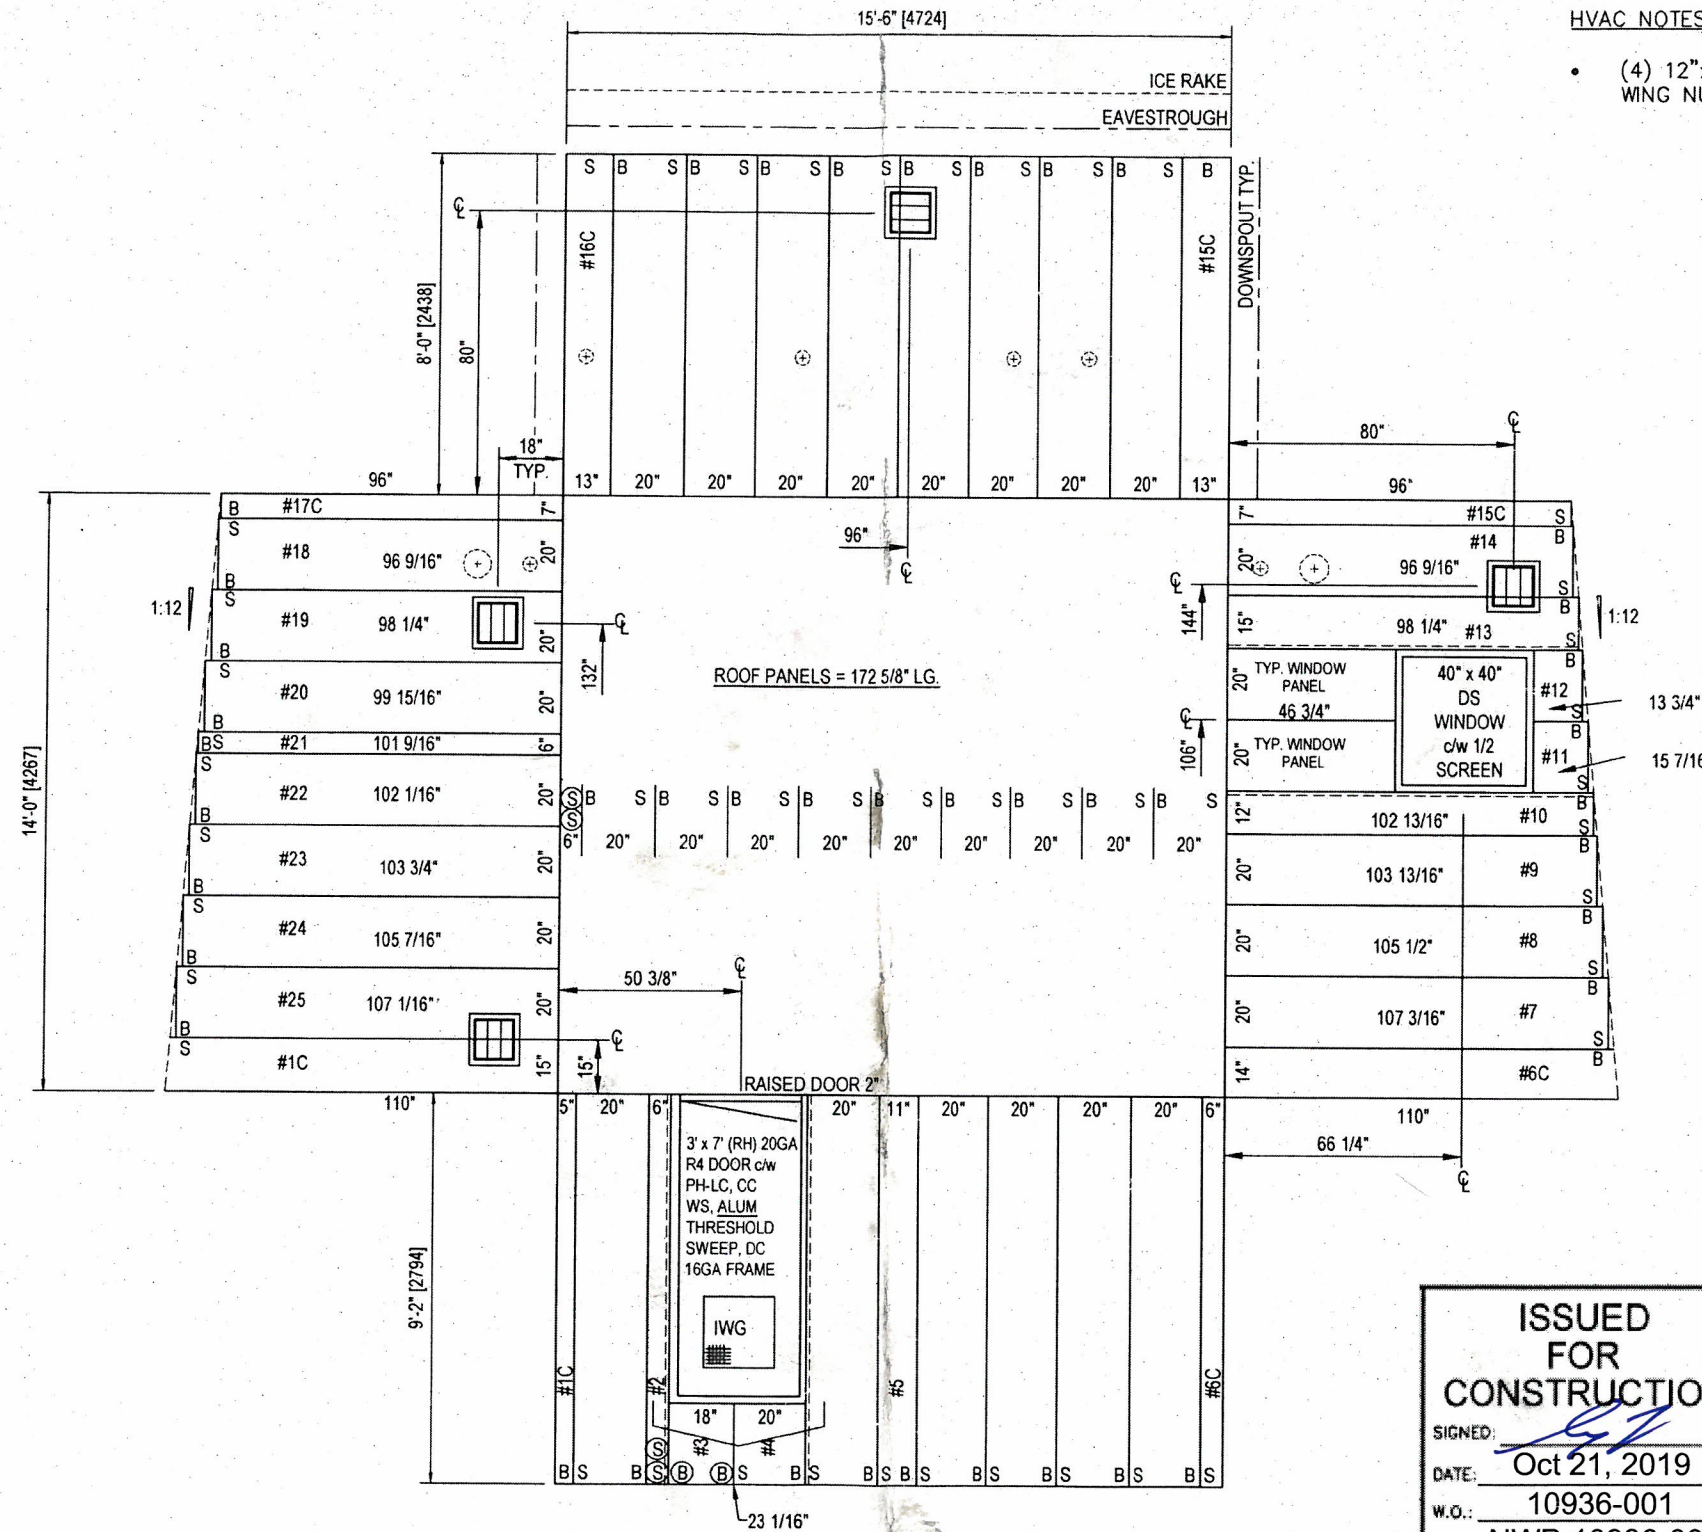 15'-6" [4724]
HVAC NOTES
• (4) 12"
WING NU
ICE RAKE
EAVESTROUGH
S B S B S B S B S B S B S B S B S B
℄
#16C
#15C
DOWNSPOUT TYP.
8'-0" [2438]
80"
18"
TYP.
80"
℄
96"
13" 20" 20" 20" 20" 20" 20" 20" 20" 13"
96"
B #17C 7"
S #18 96 9/16" 20" B
S #19 98 1/4" 20" B
S #20 99 15/16" 20" B
BS #21 101 9/16" 6"
S #22 102 1/16" 20" B
S #23 103 3/4" 20" B
S #24 105 7/16" 20" B
S #25 107 1/16" 20" B
S #1C 15"
1:12
14'-0" [4267]
110"
96"
℄
132"
℄
ROOF PANELS = 172 5/8" LG.
144"
℄
106"
℄
S S B S B S B S B S B S B S B S B S B S
6" 20" 20" 20" 20" 20" 20" 20" 20" 20"
50 3/8"
℄
15"
℄
RAISED DOOR 2"
7" #15C S
20" 96 9/16" #14 B S
15" 98 1/4" #13 B S
1:12
20" TYP. WINDOW
PANEL
46 3/4"
20" TYP. WINDOW
PANEL
40" x 40"
DS
WINDOW
c/w 1/2
SCREEN
B #12 S
13 3/4"
B #11 S
15 7/16
12" 102 13/16" #10 B S
20" 103 13/16" #9 B S
20" 105 1/2" #8 B S
20" 107 3/16" #7 B S
14" #6C B
110"
66 1/4"
℄
5" 20" 6" 20" 11" 20" 20" 20" 20" 6"
3' x 7' (RH) 20GA
R4 DOOR c/w
PH-LC, CC
WS, ALUM
THRESHOLD
SWEEP, DC
16GA FRAME
IWG
9'-2" [2794]
#1C
#2
#5
#6C
18" 20"
#3
#4
S
B S B S B B S B S B S B S B S B S B S B S
23 1/16"
ISSUED
FOR
CONSTRUCTIO
SIGNED:
DATE: Oct 21, 2019
W.O.: 10936-001